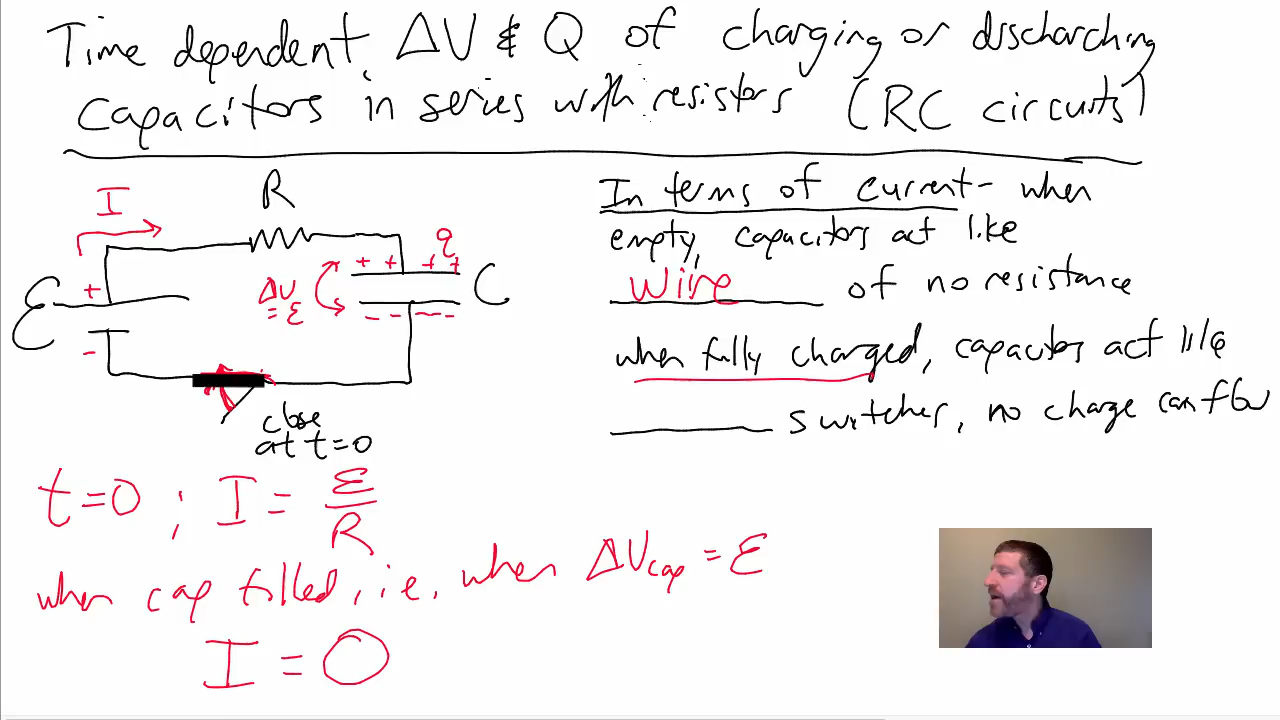 Time dependent ΔV & Q of charging or discharching
capacitors in series with resistors (RC circuits)
I
R
+
ℰ
-
ΔV
= ℰ
q
+ + + +
- - - - -
C
close
at t=0
In terms of current- when
empty, capacitors act like
wire of no resistance
when fully charged, capacitors act like
________ switches, no charge can flow
t=0 ; I = ℰ/R
when cap filled, i.e. when ΔVcap = ℰ
I = O